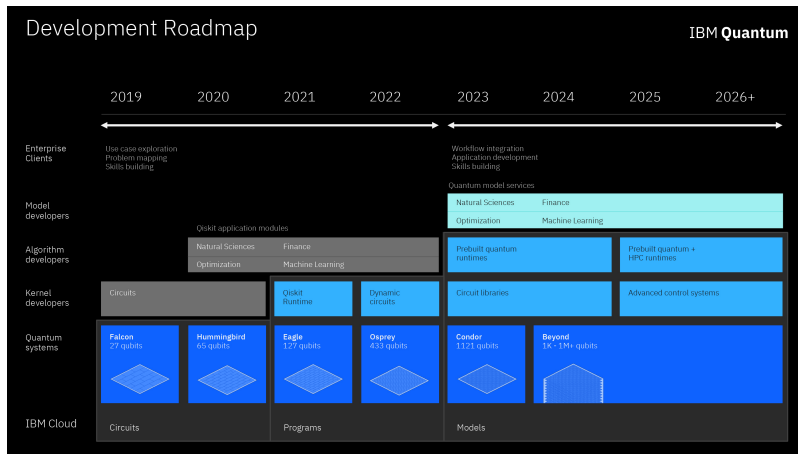 Development Roadmap
IBM Quantum
2019 2020 2021 2022 2023 2024 2025 2026+
Enterprise
Clients
Use case exploration
Problem mapping
Skills building
Workflow integration
Application development
Skills building
Model
developers
Quantum model services
Natural Sciences Finance
Optimization Machine Learning
Algorithm
developers
Qiskit application modules
Natural Sciences Finance
Optimization Machine Learning
Prebuilt quantum
runtimes
Prebuilt quantum +
HPC runtimes
Kernel
developers
Circuits
Qiskit
Runtime
Dynamic
circuits
Circuit libraries
Advanced control systems
Quantum
systems
Falcon
27 qubits
Hummingbird
65 qubits
Eagle
127 qubits
Osprey
433 qubits
Condor
1121 qubits
Beyond
1K - 1M+ qubits
IBM Cloud
Circuits
Programs
Models